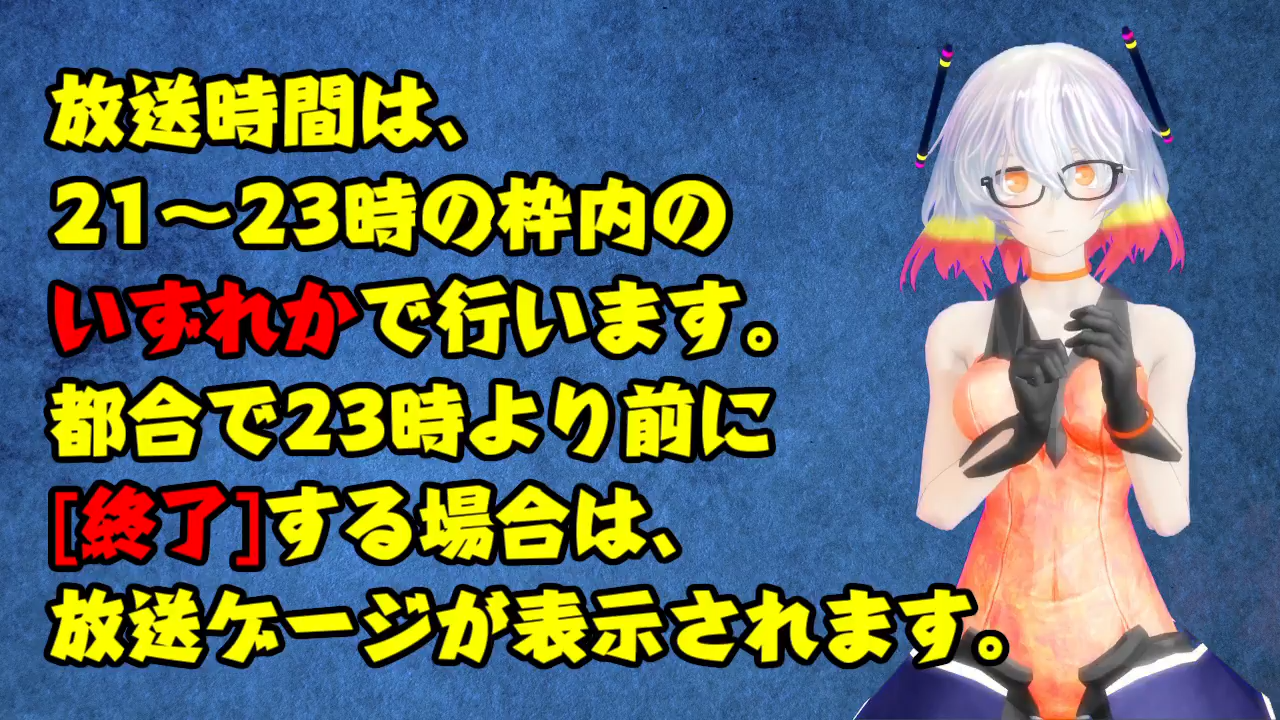 放送時間は、
21～23時の枠内の
いずれかで行います。
都合で23時より前に
[終了]する場合は、
放送ゲージが表示されます。